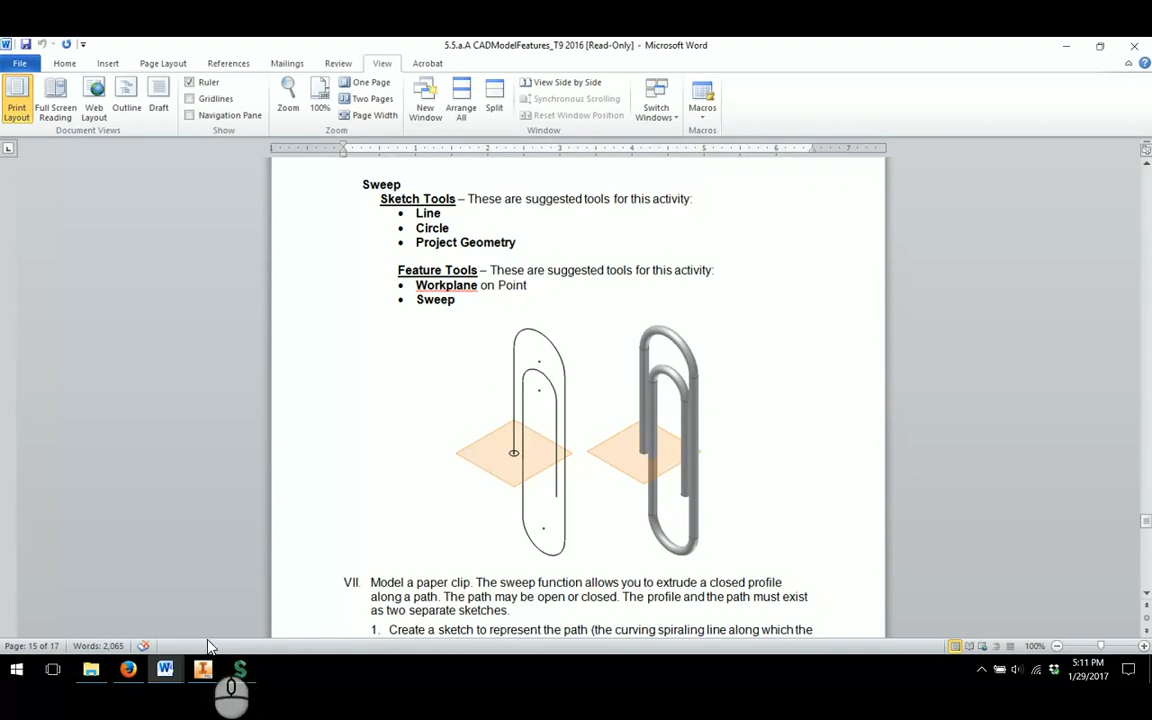 5.5.a.A CADModelFeatures_T9 2016 [Read-Only] - Microsoft Word
File Home Insert Page Layout References Mailings Review View Acrobat
Print Layout
Full Screen Reading
Web Layout
Outline
Draft
Document Views
Ruler
Gridlines
Navigation Pane
Show
Zoom
100%
One Page
Two Pages
Page Width
Zoom
New Window
Arrange All
Split
View Side by Side
Synchronous Scrolling
Reset Window Position
Window
Switch Windows
Macros
Macros
1 2 3 4 5 6 7
Sweep
Sketch Tools – These are suggested tools for this activity:
• Line
• Circle
• Project Geometry
Feature Tools – These are suggested tools for this activity:
• Workplane on Point
• Sweep
VII. Model a paper clip. The sweep function allows you to extrude a closed profile
along a path. The path may be open or closed. The profile and the path must exist
as two separate sketches.
1. Create a sketch to represent the path (the curving spiraling line along which the
Page: 15 of 17 Words: 2,065 100%
5:11 PM
1/29/2017